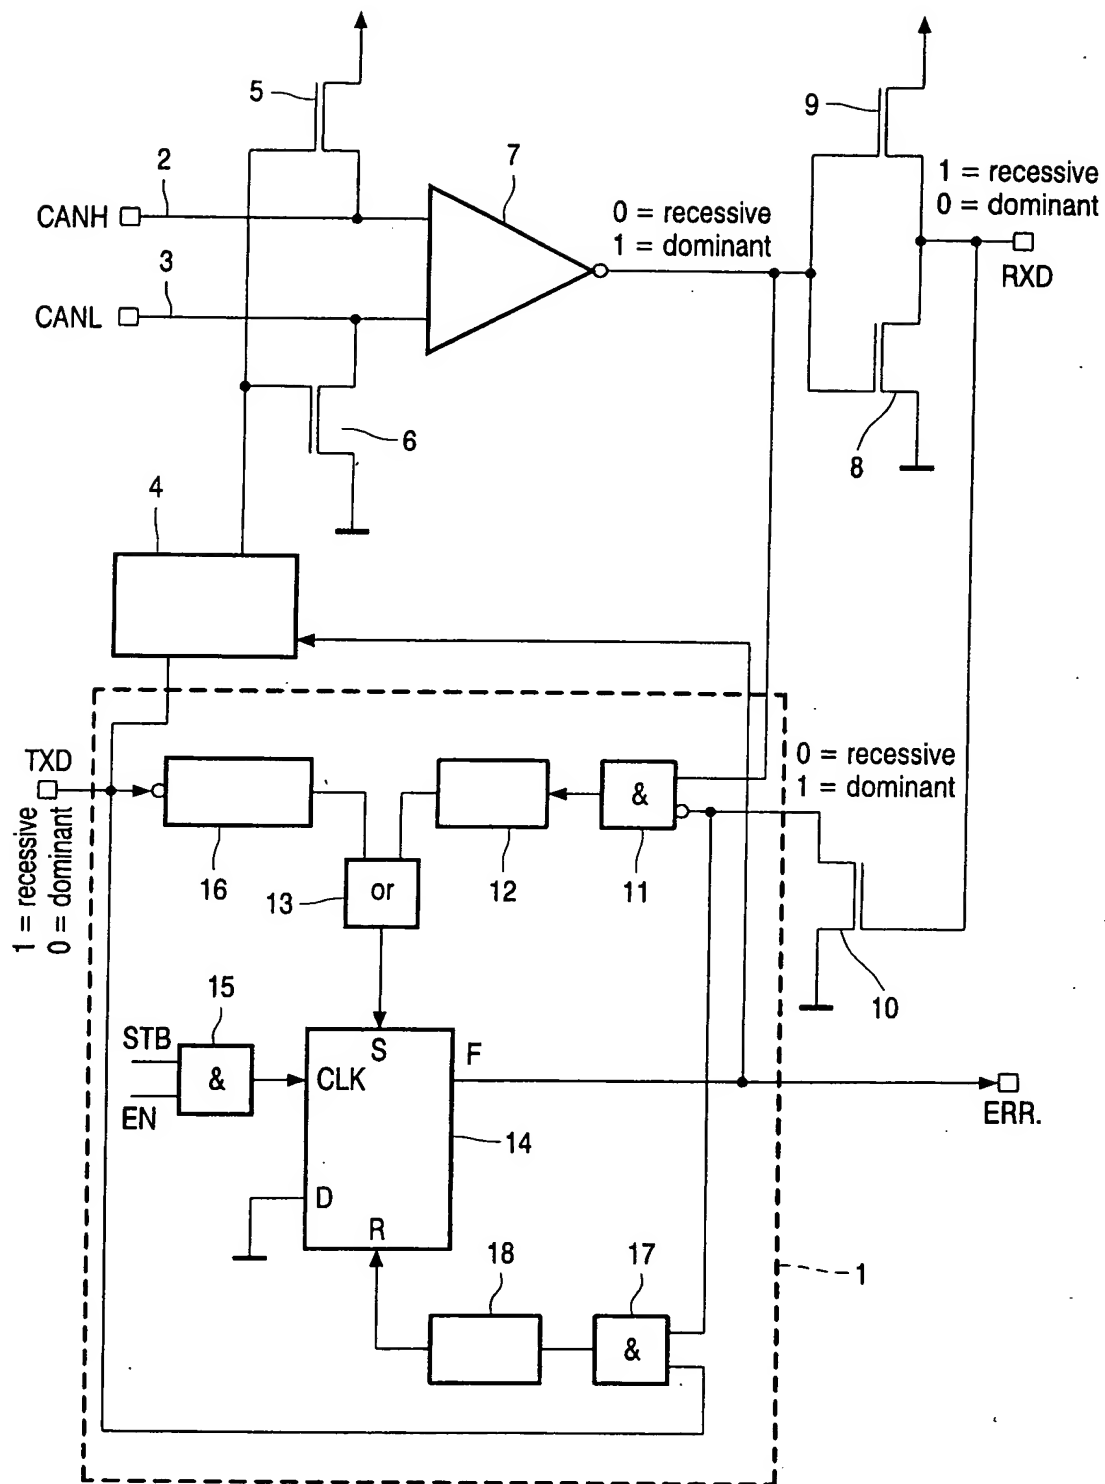 5
9
2
7
1 = recessive
0 = dominant
CANH
0 = recessive
1 = dominant
3
RXD
CANL
6
8
4
TXD
0 = recessive
1 = dominant
&
1 = recessive
0 = dominant
16
12
11
13
or
10
15
STB
S
F
&
CLK
EN
ERR.
14
D
R
18
17
1
&